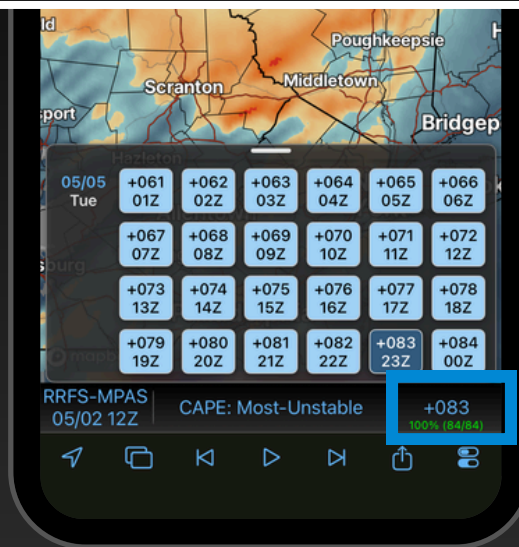 ld
Poughkeepsie
H
Scranton
Middletown
sport
Bridgep
Hazleton
05/05
Tue
+061 +062 +063 +064 +065 +066
01Z 02Z 03Z 04Z 05Z 06Z
+067 +068 +069 +070 +071 +072
07Z 08Z 09Z 10Z 11Z 12Z
sburg
+073 +074 +075 +076 +077 +078
13Z 14Z 15Z 16Z 17Z 18Z
+079 +080 +081 +082 +083 +084
19Z 20Z 21Z 22Z 23Z 00Z
mapb
RRFS-MPAS
05/02 12Z
CAPE: Most-Unstable
+083
100% (84/84)